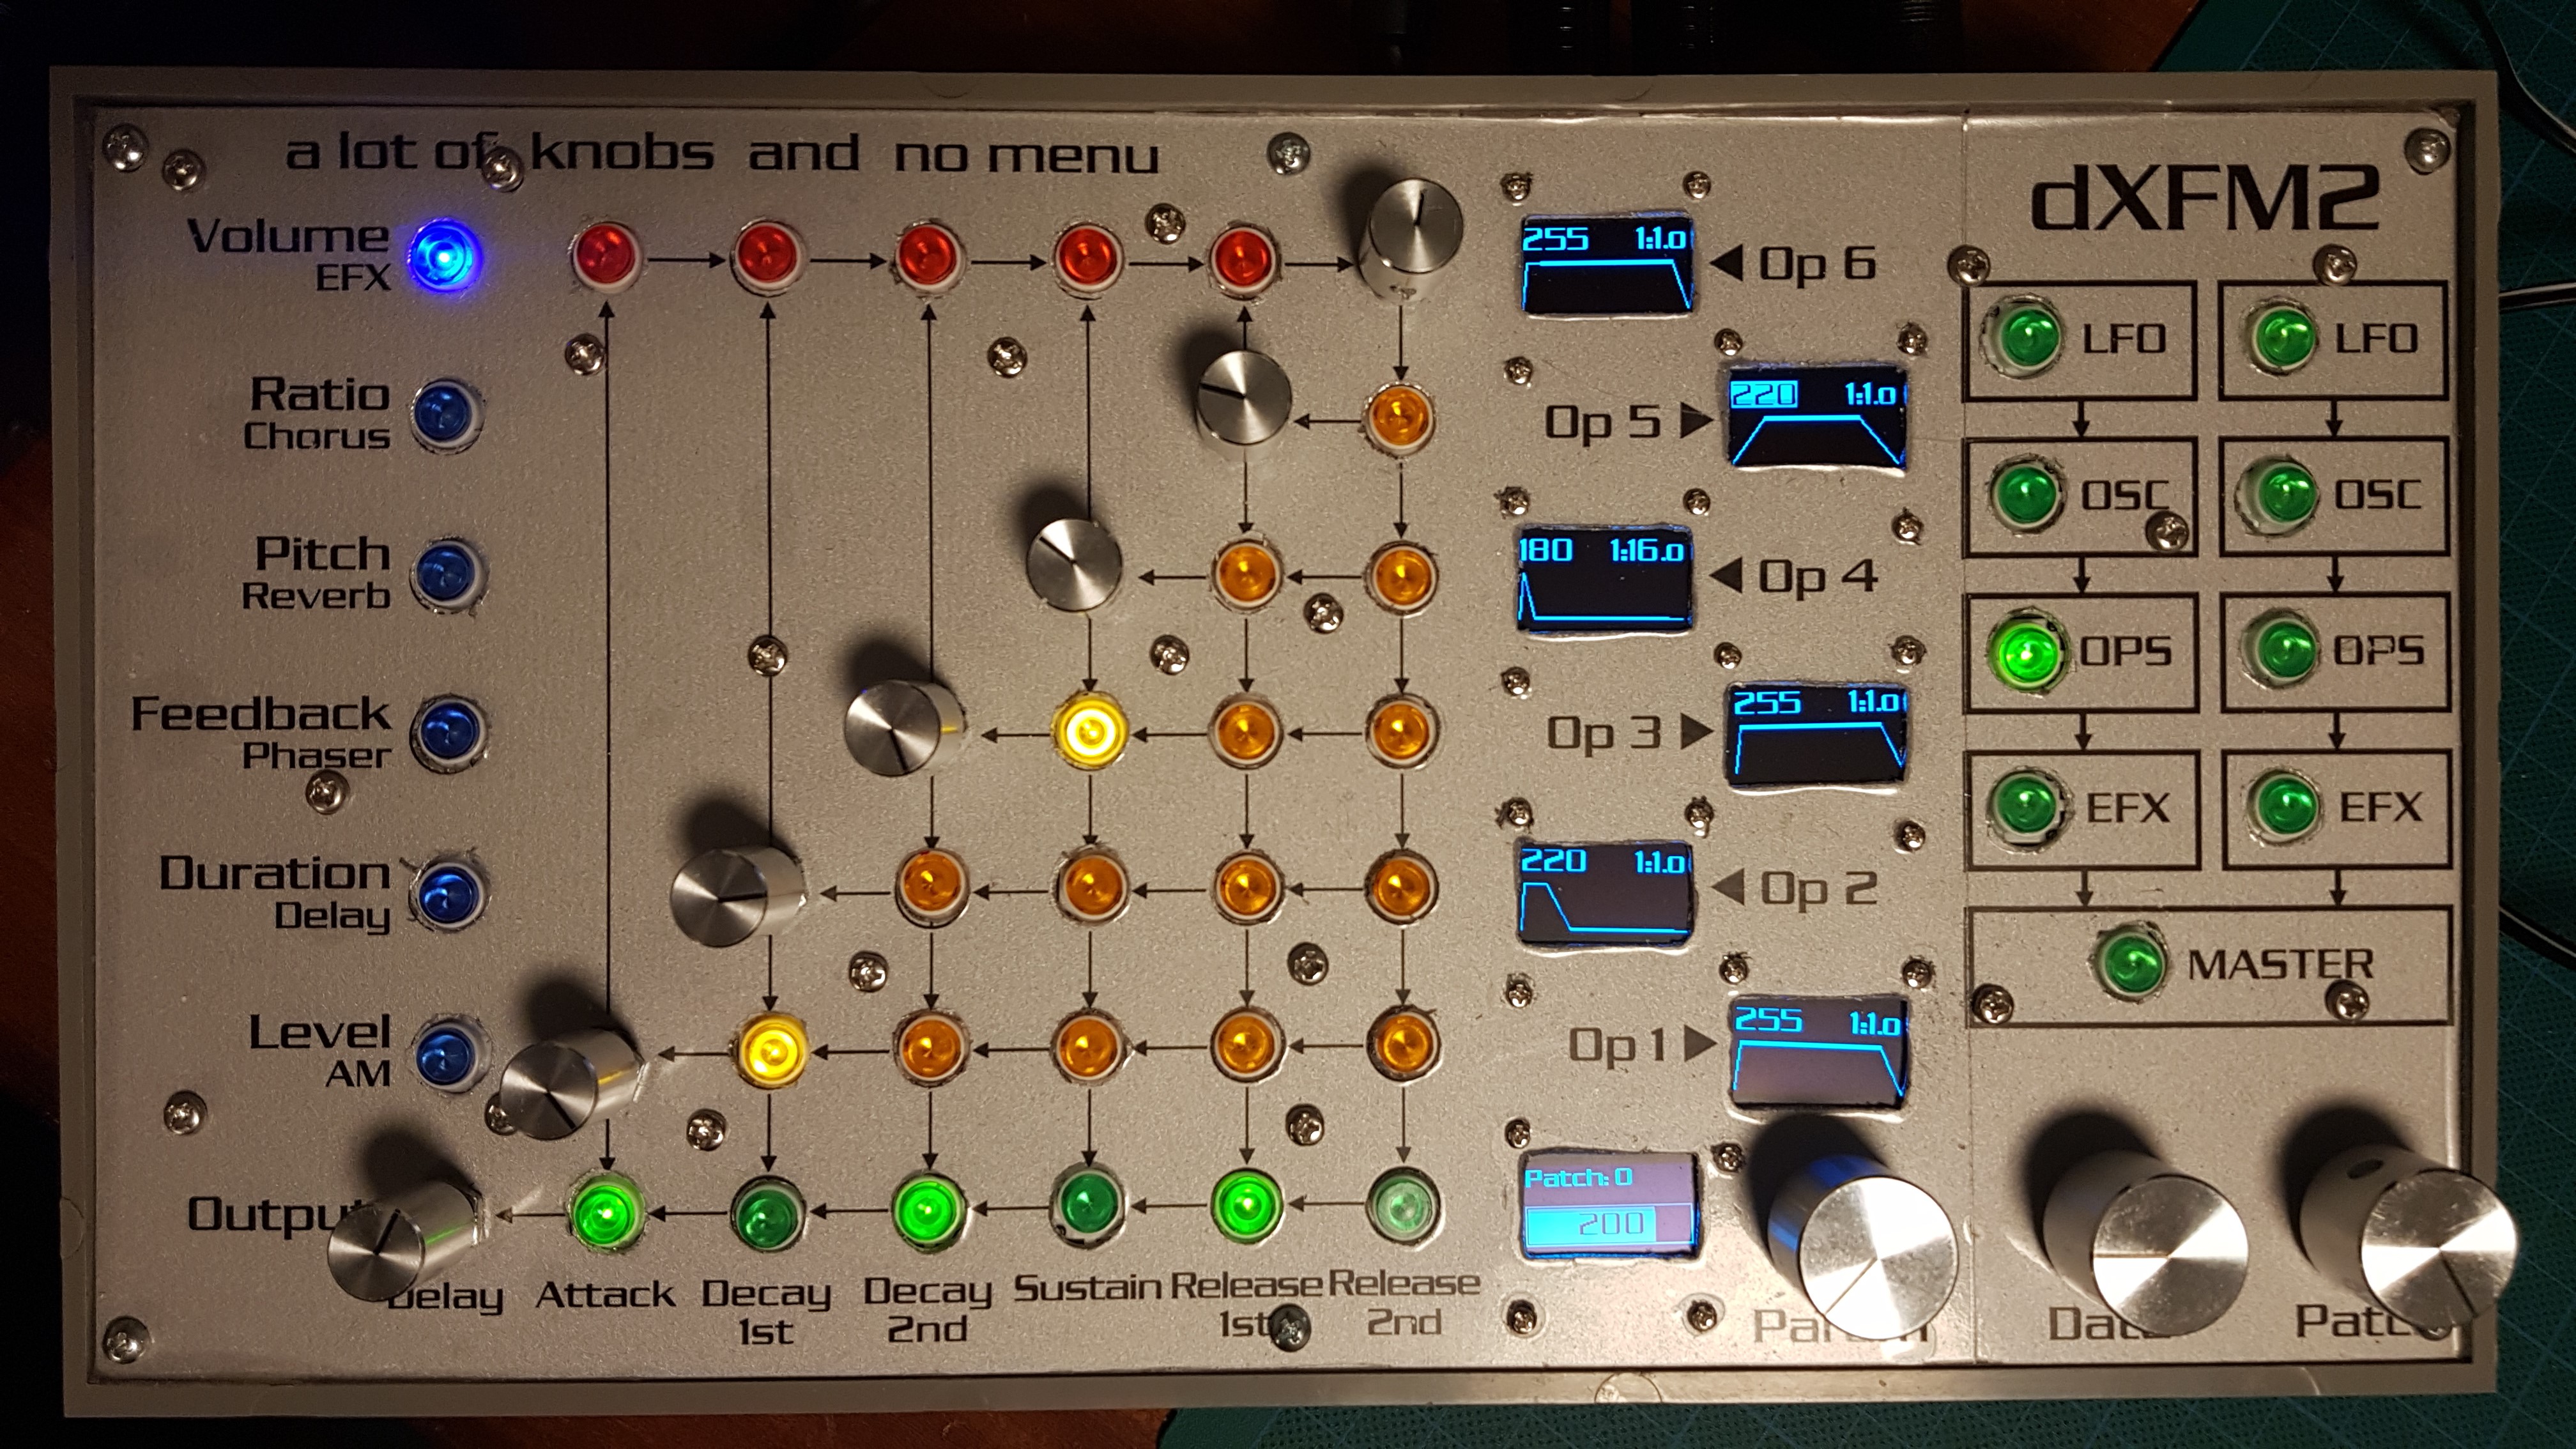 a lot of knobs and no menu
dXFM2
Volume
EFX
Ratio
Chorus
Pitch
Reverb
Feedback
Phaser
Duration
Delay
Level
AM
Output
Delay
Attack
Decay
1st
Decay
2nd
Sustain
Release
1st
Release
2nd
255 1:1.0
Op 6
Op 5
220 1:1.0
180 1:16.0
Op 4
Op 3
255 1:1.0
220 1:1.0
Op 2
Op 1
255 1:1.0
Patch: 0
200
LFO
LFO
OSC
OSC
OPS
OPS
EFX
EFX
MASTER